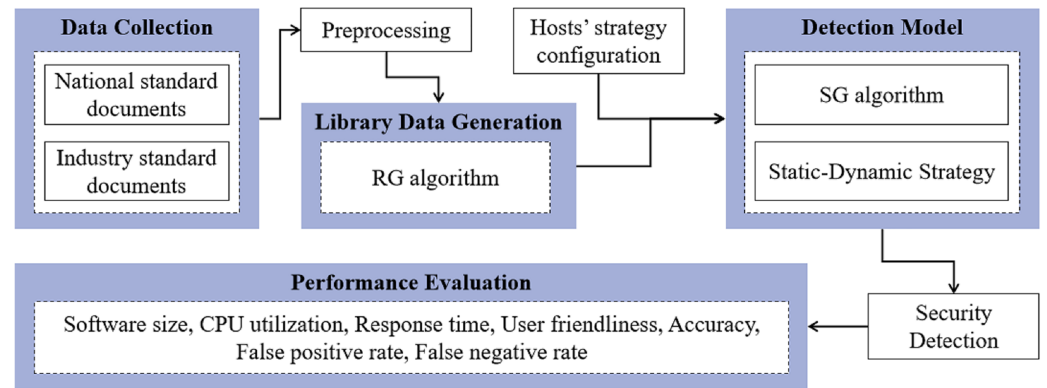 Data Collection
National standard
documents
Industry standard
documents
Preprocessing
Library Data Generation
RG algorithm
Hosts' strategy
configuration
Detection Model
SG algorithm
Static-Dynamic Strategy
Security
Detection
Performance Evaluation
Software size, CPU utilization, Response time, User friendliness, Accuracy,
False positive rate, False negative rate